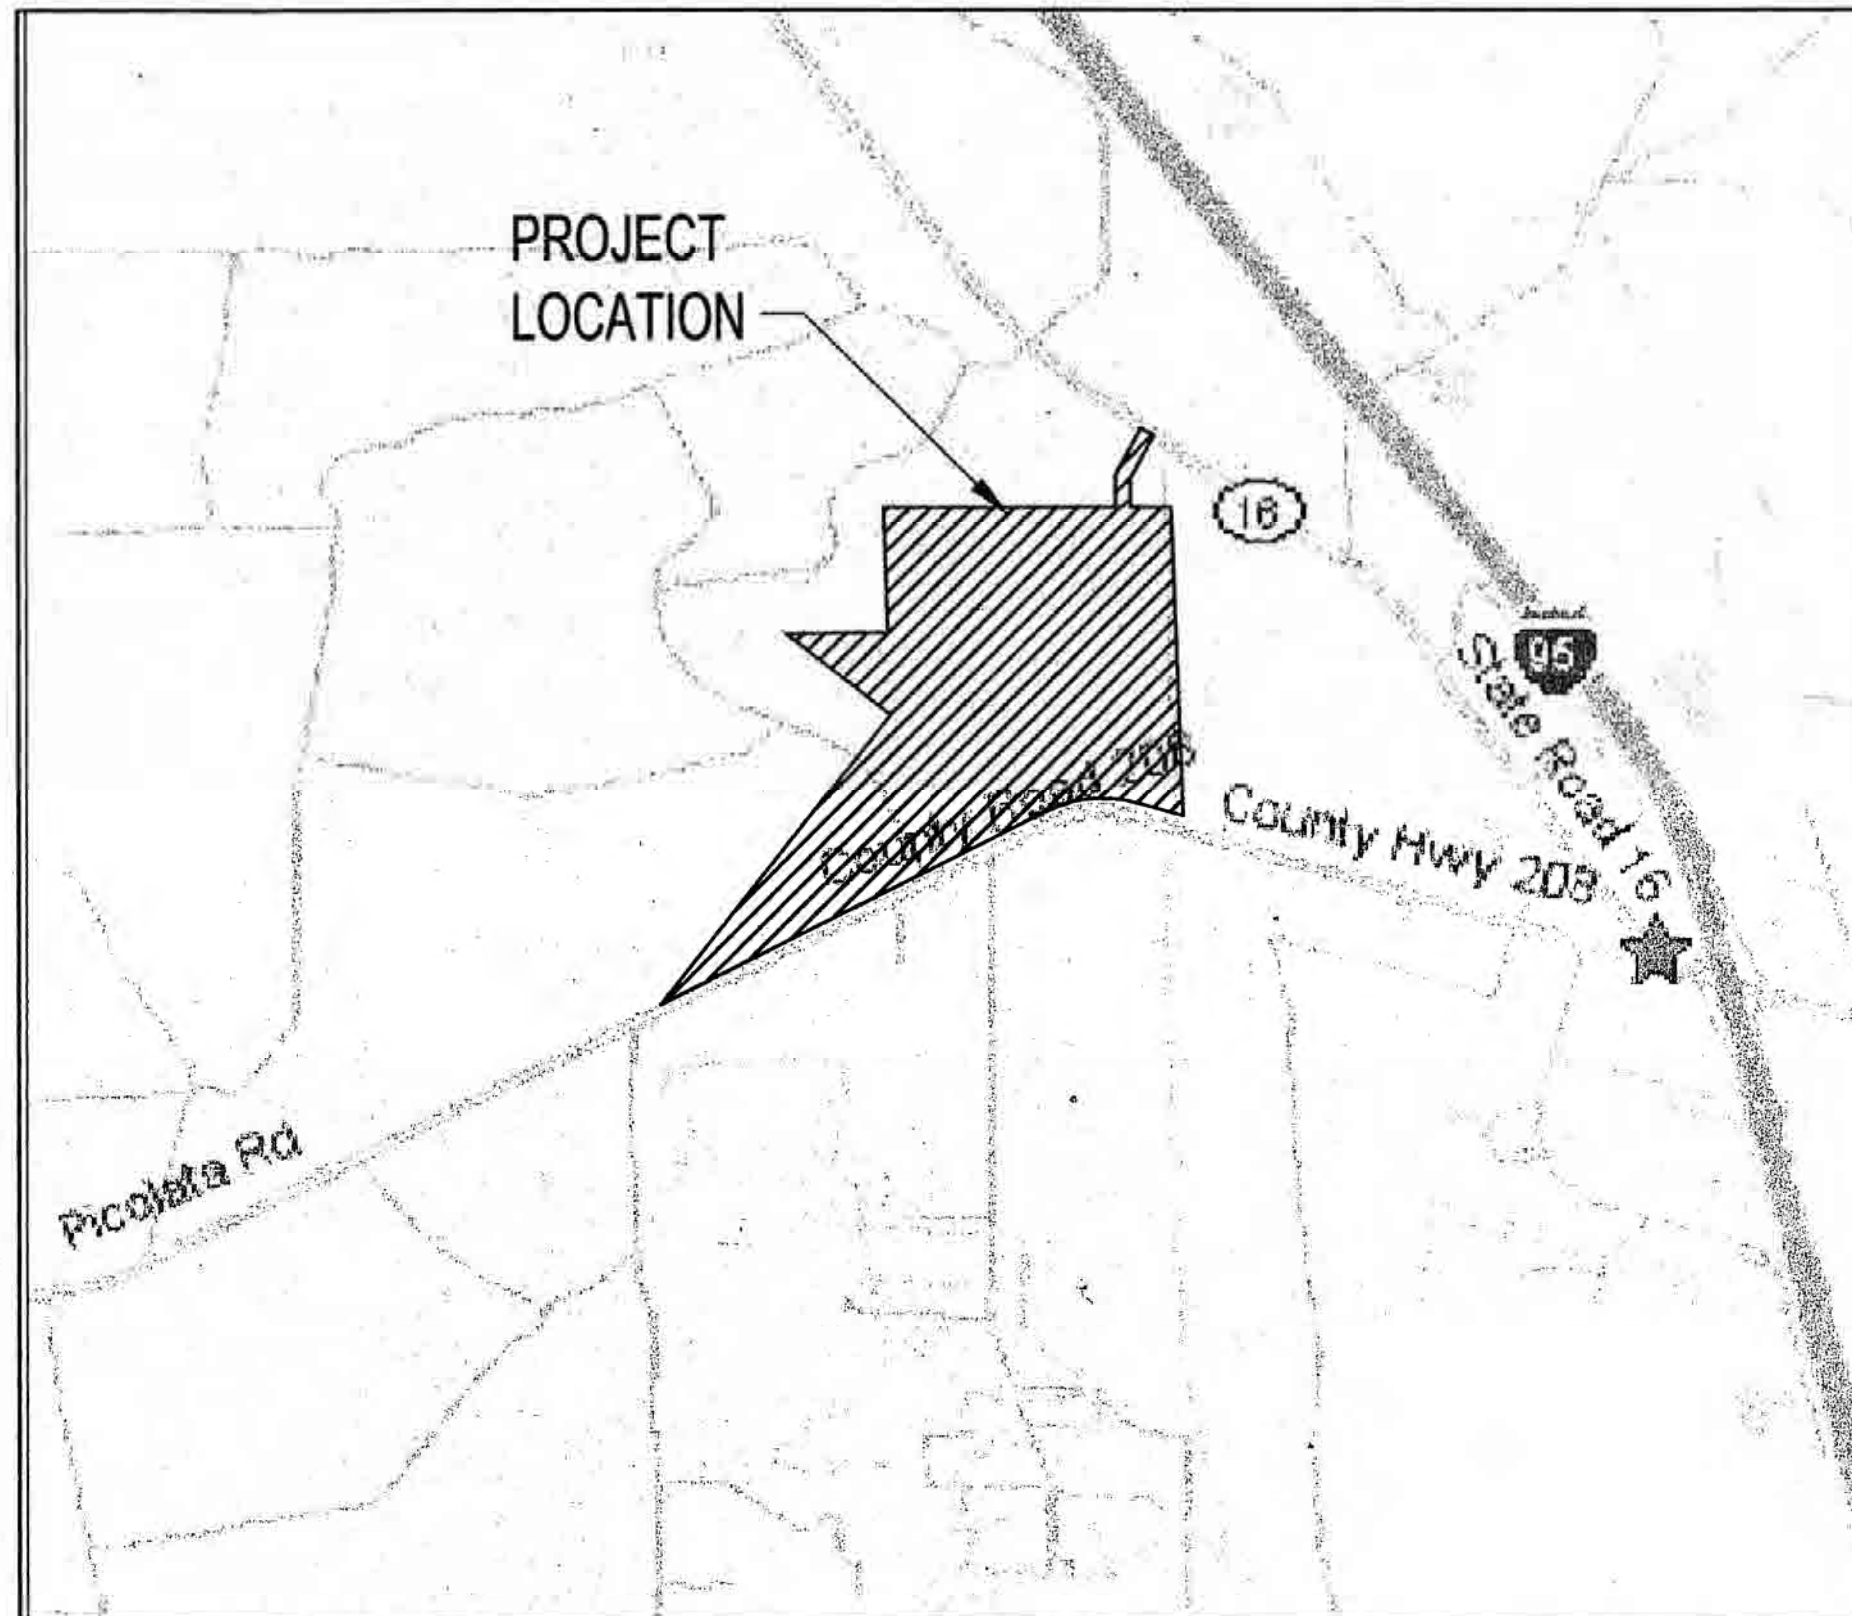 PROJECT
LOCATION
16
95
State Road 16
County Road 208
County Hwy 208
Picolata Rd